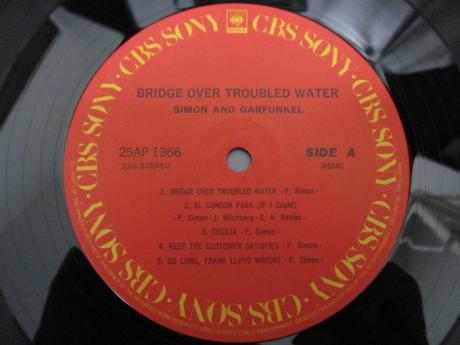 CBS SONY · CBS SONY · CBS SONY · CBS SONY · CBS SONY · CBS SONY
BRIDGE OVER TROUBLED WATER
SIMON AND GARFUNKEL
25AP 1366
SIDE A
33⅓ STEREO
JASRAC
1. BRIDGE OVER TROUBLED WATER - P. Simon -
2. EL CONDOR PASA (IF I Could)
- P. Simon - J. Milchberg - D. A. Robles -
3. CECILIA - P. Simon -
4. KEEP THE CUSTOMER SATISFIED - P. Simon -
5. SO LONG, FRANK LLOYD WRIGHT - P. Simon -